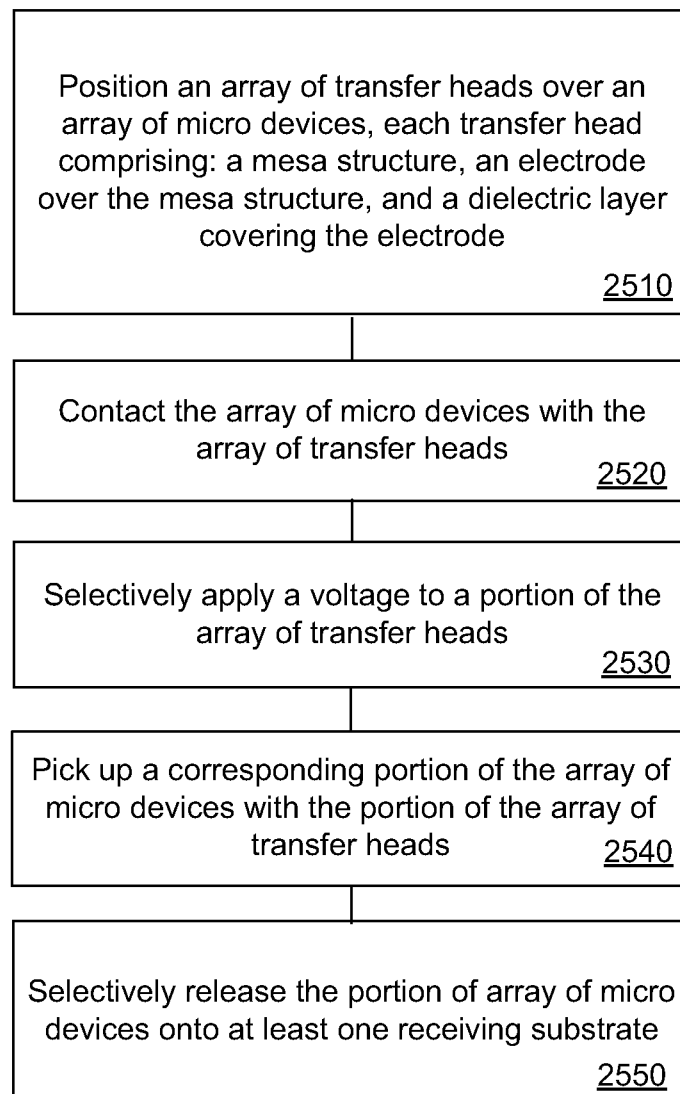 Position an array of transfer heads over an
array of micro devices, each transfer head
comprising: a mesa structure, an electrode
over the mesa structure, and a dielectric layer
covering the electrode
2510
Contact the array of micro devices with the
array of transfer heads
2520
Selectively apply a voltage to a portion of the
array of transfer heads
2530
Pick up a corresponding portion of the array of
micro devices with the portion of the array of
transfer heads
2540
Selectively release the portion of array of micro
devices onto at least one receiving substrate
2550